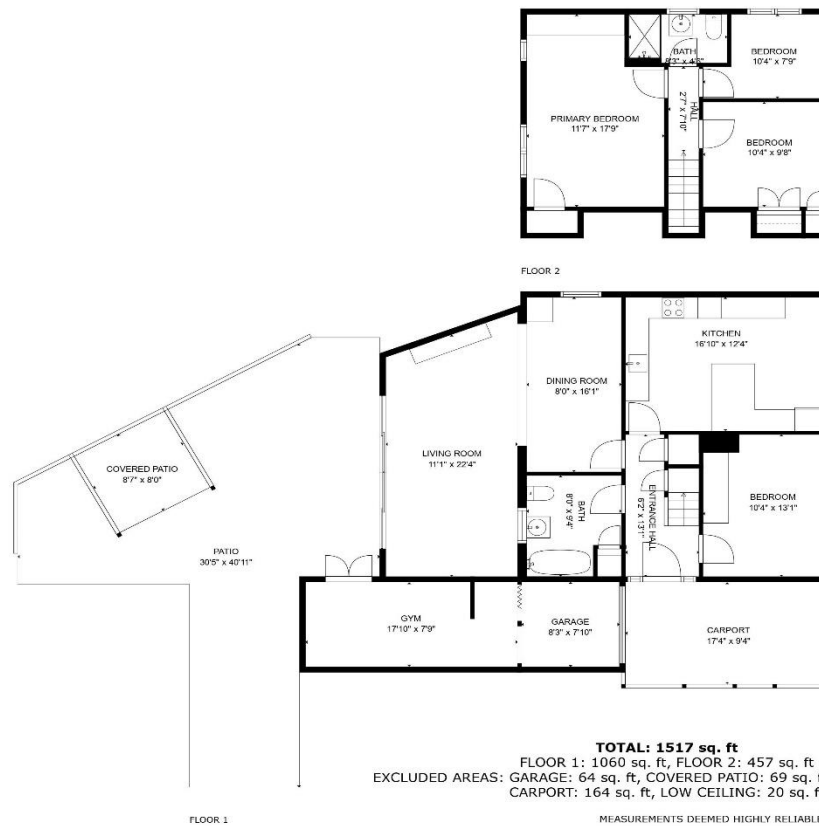 BATH
8'3" x 4'8"
BEDROOM
10'4" x 7'9"
PRIMARY BEDROOM
11'7" x 17'9"
HALL
2'7" x 7'10"
BEDROOM
10'4" x 9'8"
FLOOR 2
KITCHEN
16'10" x 12'4"
DINING ROOM
8'0" x 16'1"
LIVING ROOM
11'1" x 22'4"
COVERED PATIO
8'7" x 8'0"
BATH
8'0" x 9'4"
ENTRANCE HALL
6'2" x 13'1"
BEDROOM
10'4" x 13'1"
PATIO
30'5" x 40'11"
GYM
17'10" x 7'9"
GARAGE
8'3" x 7'10"
CARPORT
17'4" x 9'4"
TOTAL: 1517 sq. ft
FLOOR 1: 1060 sq. ft, FLOOR 2: 457 sq. ft
EXCLUDED AREAS: GARAGE: 64 sq. ft, COVERED PATIO: 69 sq. f
CARPORT: 164 sq. ft, LOW CEILING: 20 sq. f
FLOOR 1
MEASUREMENTS DEEMED HIGHLY RELIABLE